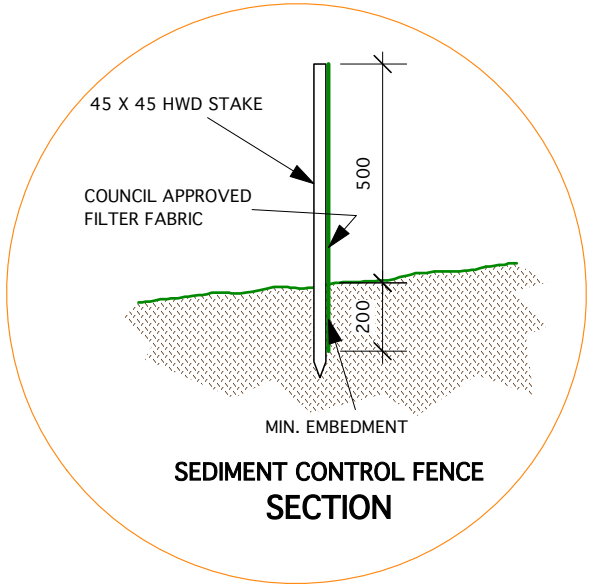 45 X 45 HWD STAKE
500
COUNCIL APPROVED
FILTER FABRIC
200
MIN. EMBEDMENT
SEDIMENT CONTROL FENCE
SECTION